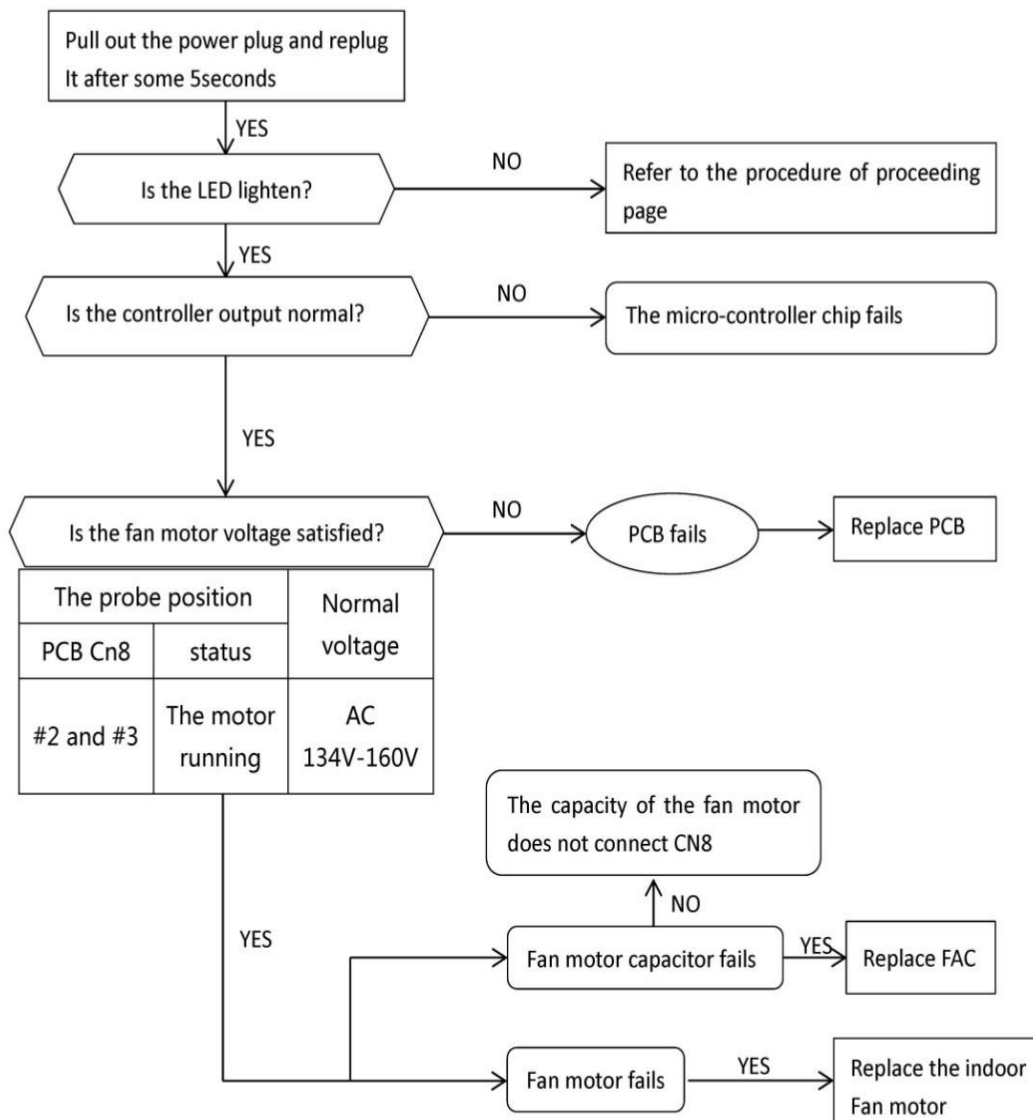 Pull out the power plug and replug
It after some 5seconds
YES
Is the LED lighten?
NO
Refer to the procedure of proceeding
page
YES
Is the controller output normal?
NO
The micro-controller chip fails
YES
Is the fan motor voltage satisfied?
NO
PCB fails
Replace PCB
The probe position
Normal
voltage
PCB Cn8
status
#2 and #3
The motor
running
AC
134V-160V
The capacity of the fan motor
does not connect CN8
NO
YES
Fan motor capacitor fails
YES
Replace FAC
Fan motor fails
YES
Replace the indoor
Fan motor